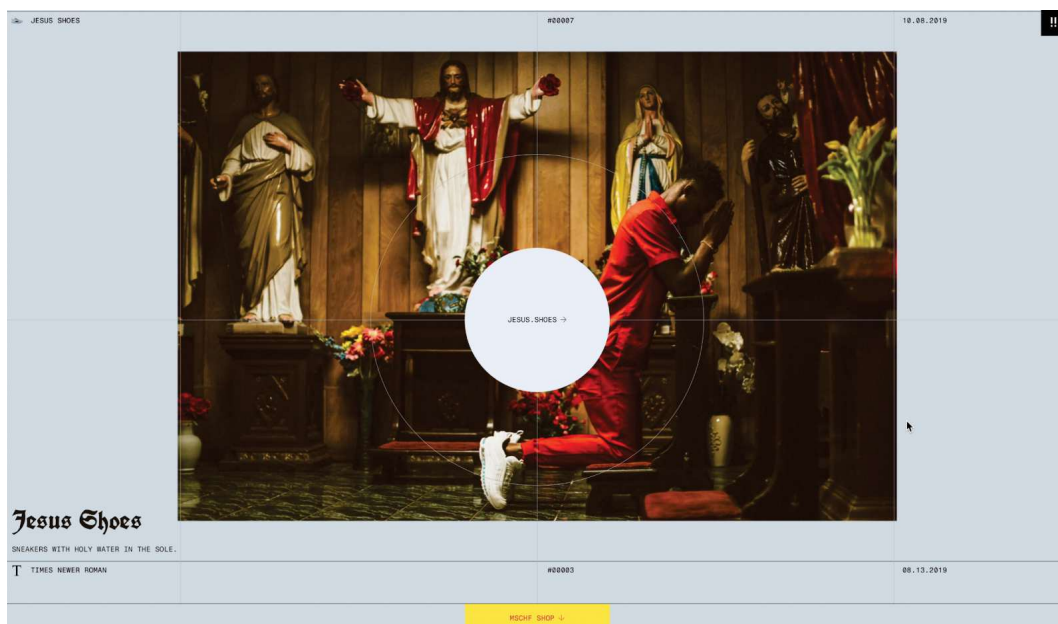 JESUS SHOES #00007 10.08.2019 !!
JESUS.SHOES →
Jesus Shoes
SNEAKERS WITH HOLY WATER IN THE SOLE.
T TIMES NEWER ROMAN #00003 08.13.2019
MSCHF SHOP ↓